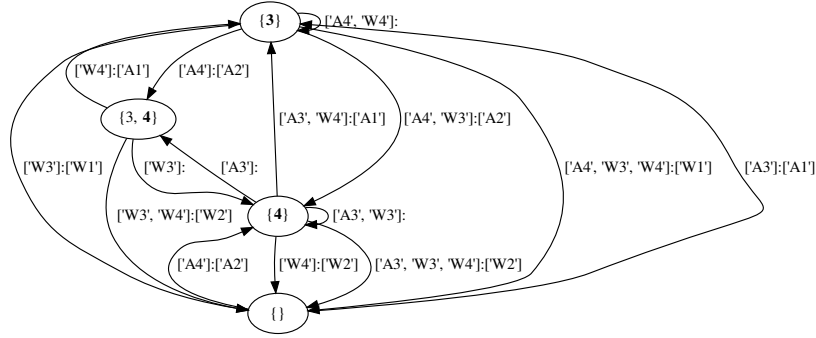 {3}
['A4', 'W4']:
['W4']:['A1']
['A4']:['A2']
{3, 4}
['A3', 'W4']:['A1']
['A4', 'W3']:['A2']
['W3']:['W1']
['W3']:
['A3']:
['A4', 'W3', 'W4']:['W1']
['A3']:['A1']
['W3', 'W4']:['W2']
{4}
['A3', 'W3']:
['A4']:['A2']
['W4']:['W2']
['A3', 'W3', 'W4']:['W2']
{}